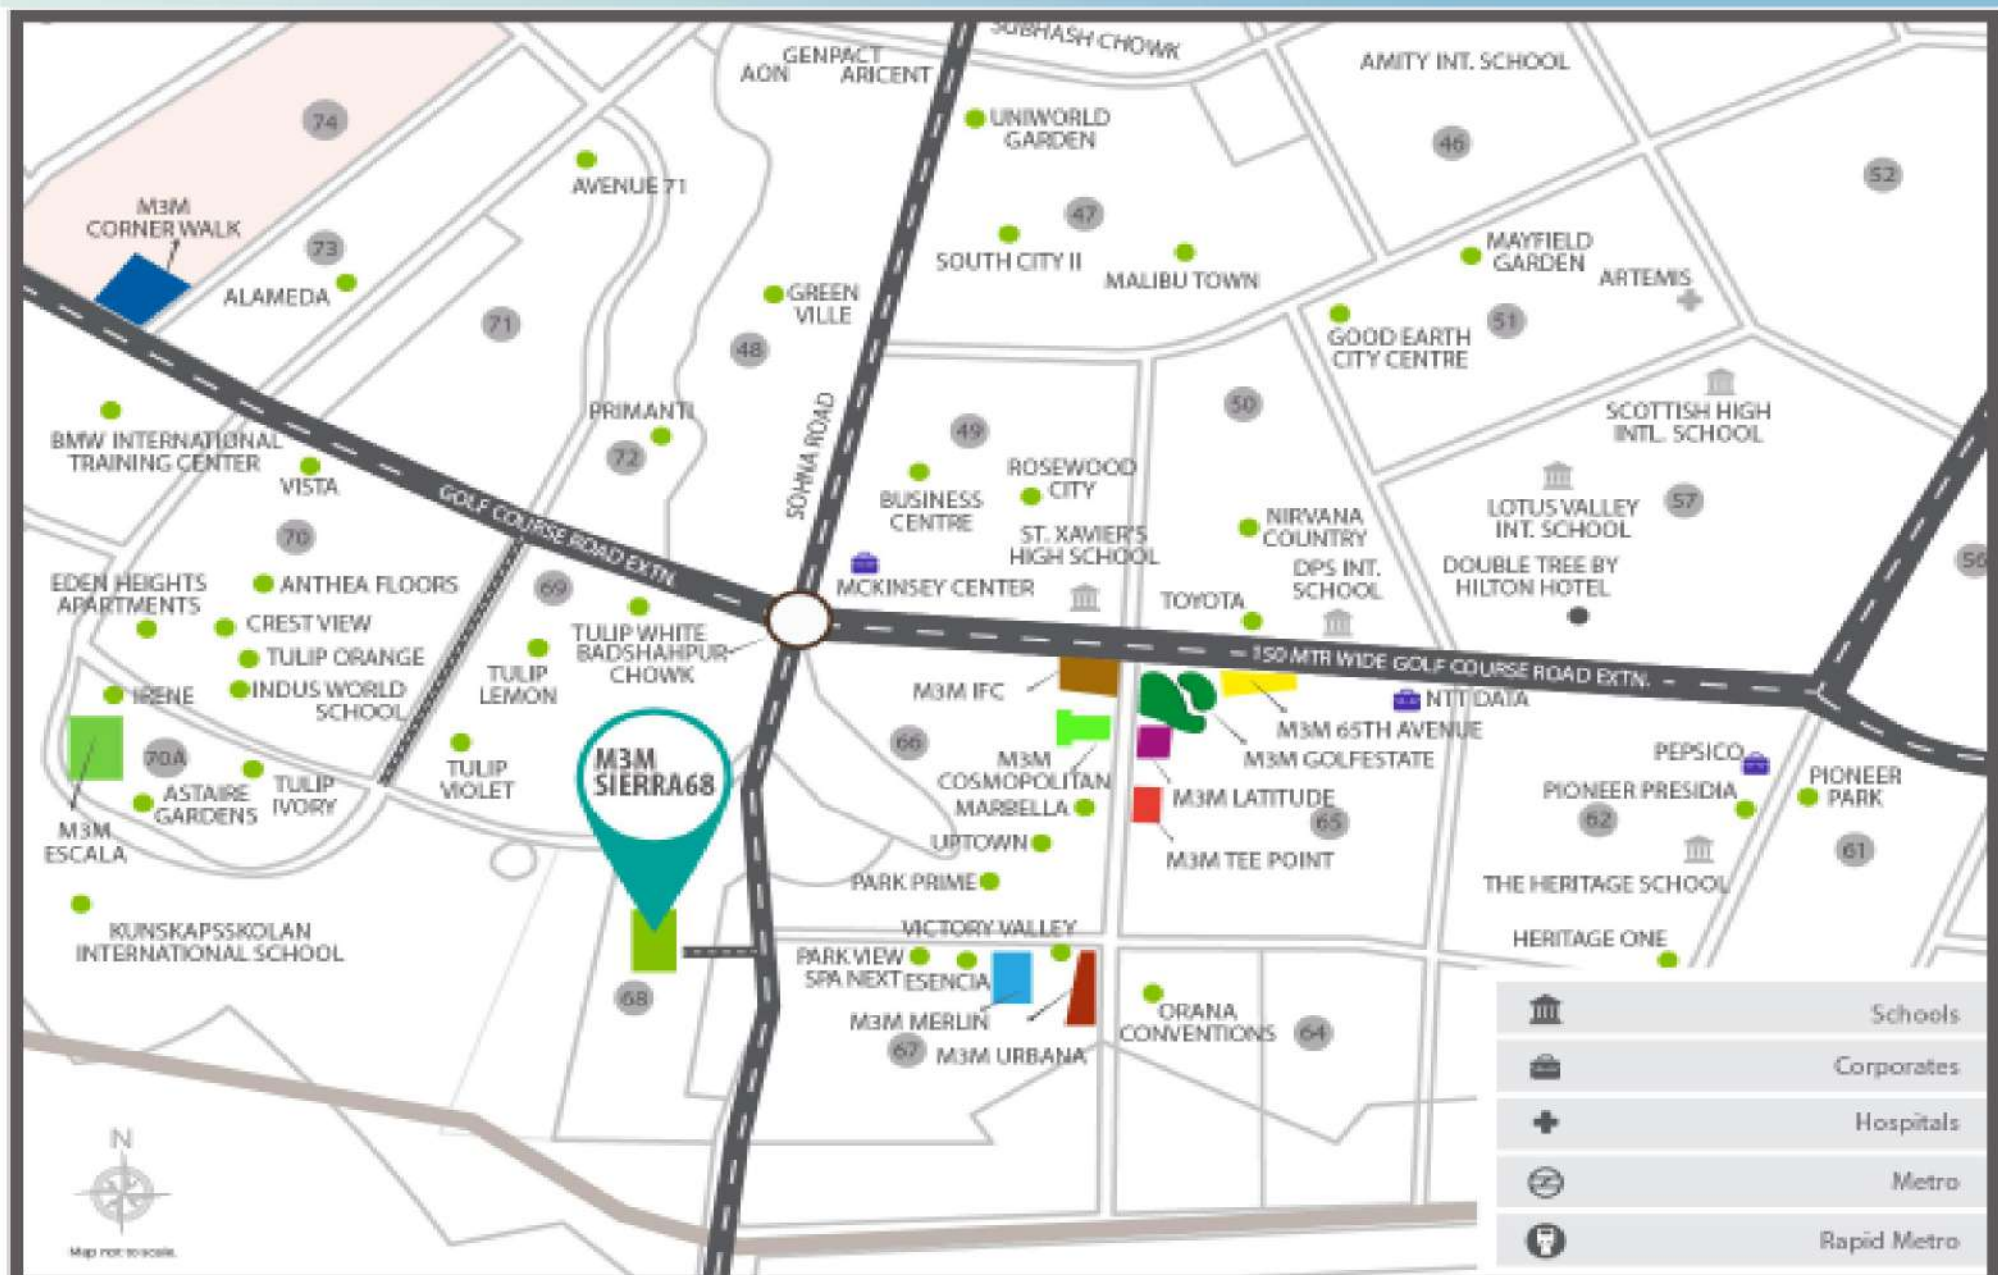 SUBHASH CHOWK
GENPACT
AON
ARICENT
AMITY INT. SCHOOL
74
UNIWORLD
GARDEN
46
52
AVENUE 71
M3M
CORNER WALK
73
47
SOUTH CITY II
MALIBU TOWN
MAYFIELD
GARDEN
ARTEMIS
ALAMEDA
GREEN
VILLE
71
48
51
GOOD EARTH
CITY CENTRE
PRIMANTI
72
SOHNA ROAD
49
50
SCOTTISH HIGH
INTL. SCHOOL
BMW INTERNATIONAL
TRAINING CENTER
VISTA
GOLF COURSE ROAD EXTN.
BUSINESS
CENTRE
ROSEWOOD
CITY
ST. XAVIER'S
HIGH SCHOOL
NIRVANA
COUNTRY
LOTUS VALLEY
INT. SCHOOL
57
70
56
EDEN HEIGHTS
APARTMENTS
ANTHEA FLOORS
69
MCKINSEY CENTER
TOYOTA
DPS INT.
SCHOOL
DOUBLE TREE BY
HILTON HOTEL
CREST VIEW
TULIP ORANGE
TULIP WHITE
BADSHAHPUR
CHOWK
TULIP
LEMON
150 MTR WIDE GOLF COURSE ROAD EXTN.
IRENE
INDUS WORLD
SCHOOL
M3M IFC
NTT DATA
M3M 65TH AVENUE
66
M3M GOLFESTATE
70A
TULIP
VIOLET
M3M
SIERRA68
M3M
COSMOPOLITAN
PEPSICO
PIONEER
PARK
ASTAIRE
GARDENS
TULIP
IVORY
MARBELLA
M3M LATITUDE
65
PIONEER PRESIDIA
62
M3M
ESCALA
UPTOWN
M3M TEE POINT
61
PARK PRIME
THE HERITAGE SCHOOL
KUNSKAPSSKOLAN
INTERNATIONAL SCHOOL
VICTORY VALLEY
HERITAGE ONE
PARK VIEW
SPA NEXT
ESENCIA
68
M3M MERLIN
ORANA
CONVENTIONS
64
67
M3M URBANA
Schools
Corporates
Hospitals
Metro
Rapid Metro
N
Map not to scale.